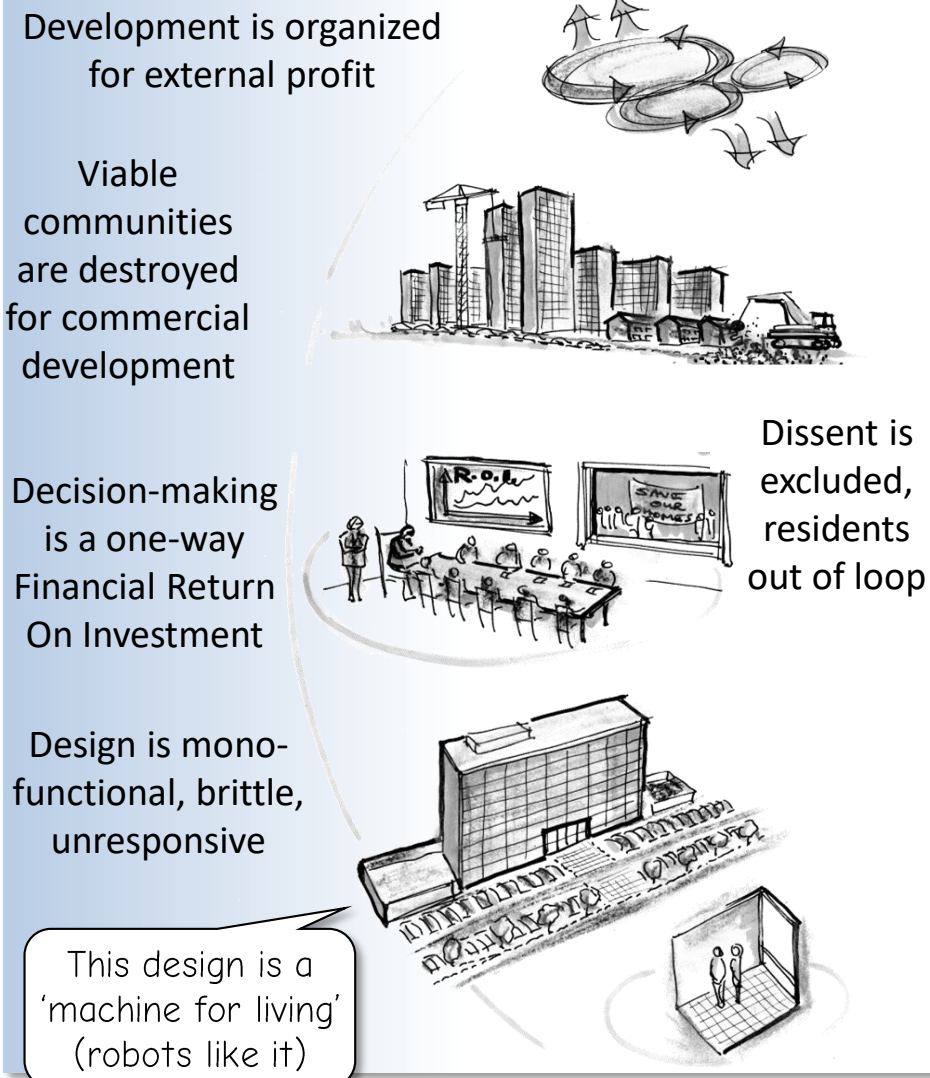 Development is organized
for external profit
Viable
communities
are destroyed
for commercial
development
Dissent is
excluded,
residents
out of loop
Decision-making
is a one-way
Financial Return
On Investment
R.o.I.
SAVE
OUR
HOMES
Design is mono-
functional, brittle,
unresponsive
This design is a
'machine for living'
(robots like it)